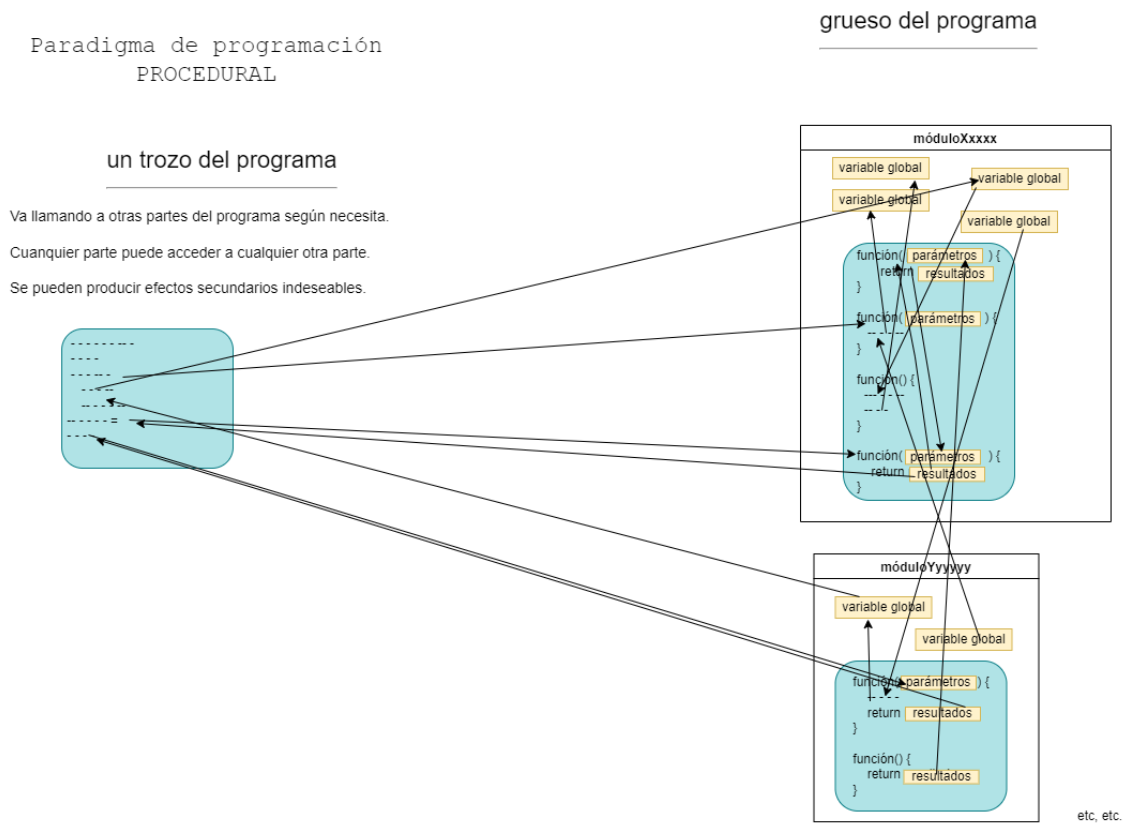 Paradigma de programación
PROCEDURAL
grueso del programa
un trozo del programa
Va llamando a otras partes del programa según necesita.
Cuanquier parte puede acceder a cualquier otra parte.
Se pueden producir efectos secundarios indeseables.
- - - - - - -- -
- - - -
- - - - - --
- - - --
-- - - - --
-- - - - - =
- - - -
móduloXxxxx
variable global
variable global
variable global
variable global
función( parámetros ) {
return resultados
}
función( parámetros ) {
-- - - --
}
función() {
--- - - --
-- - -
}
función( parámetros ) {
return resultados
}
móduloYyyyyy
variable global
variable global
función( parámetros ) {
-- - - -
return resultados
}
función() {
return resultados
}
etc, etc.